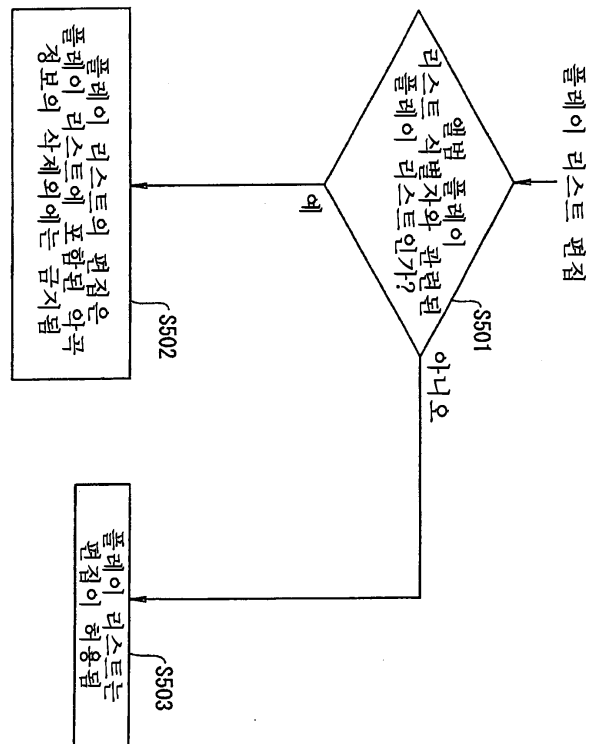 플레이 리스트 편집
앨범 플레이
리스트 식별자와 관련된
플레이 리스트인가?
S501
예
아니오
플레이 리스트의 편집은
플레이 리스트에 포함된 악곡
정보의 삭제외에는 금지됨
S502
플레이 리스트는
편집이 허용됨
S503